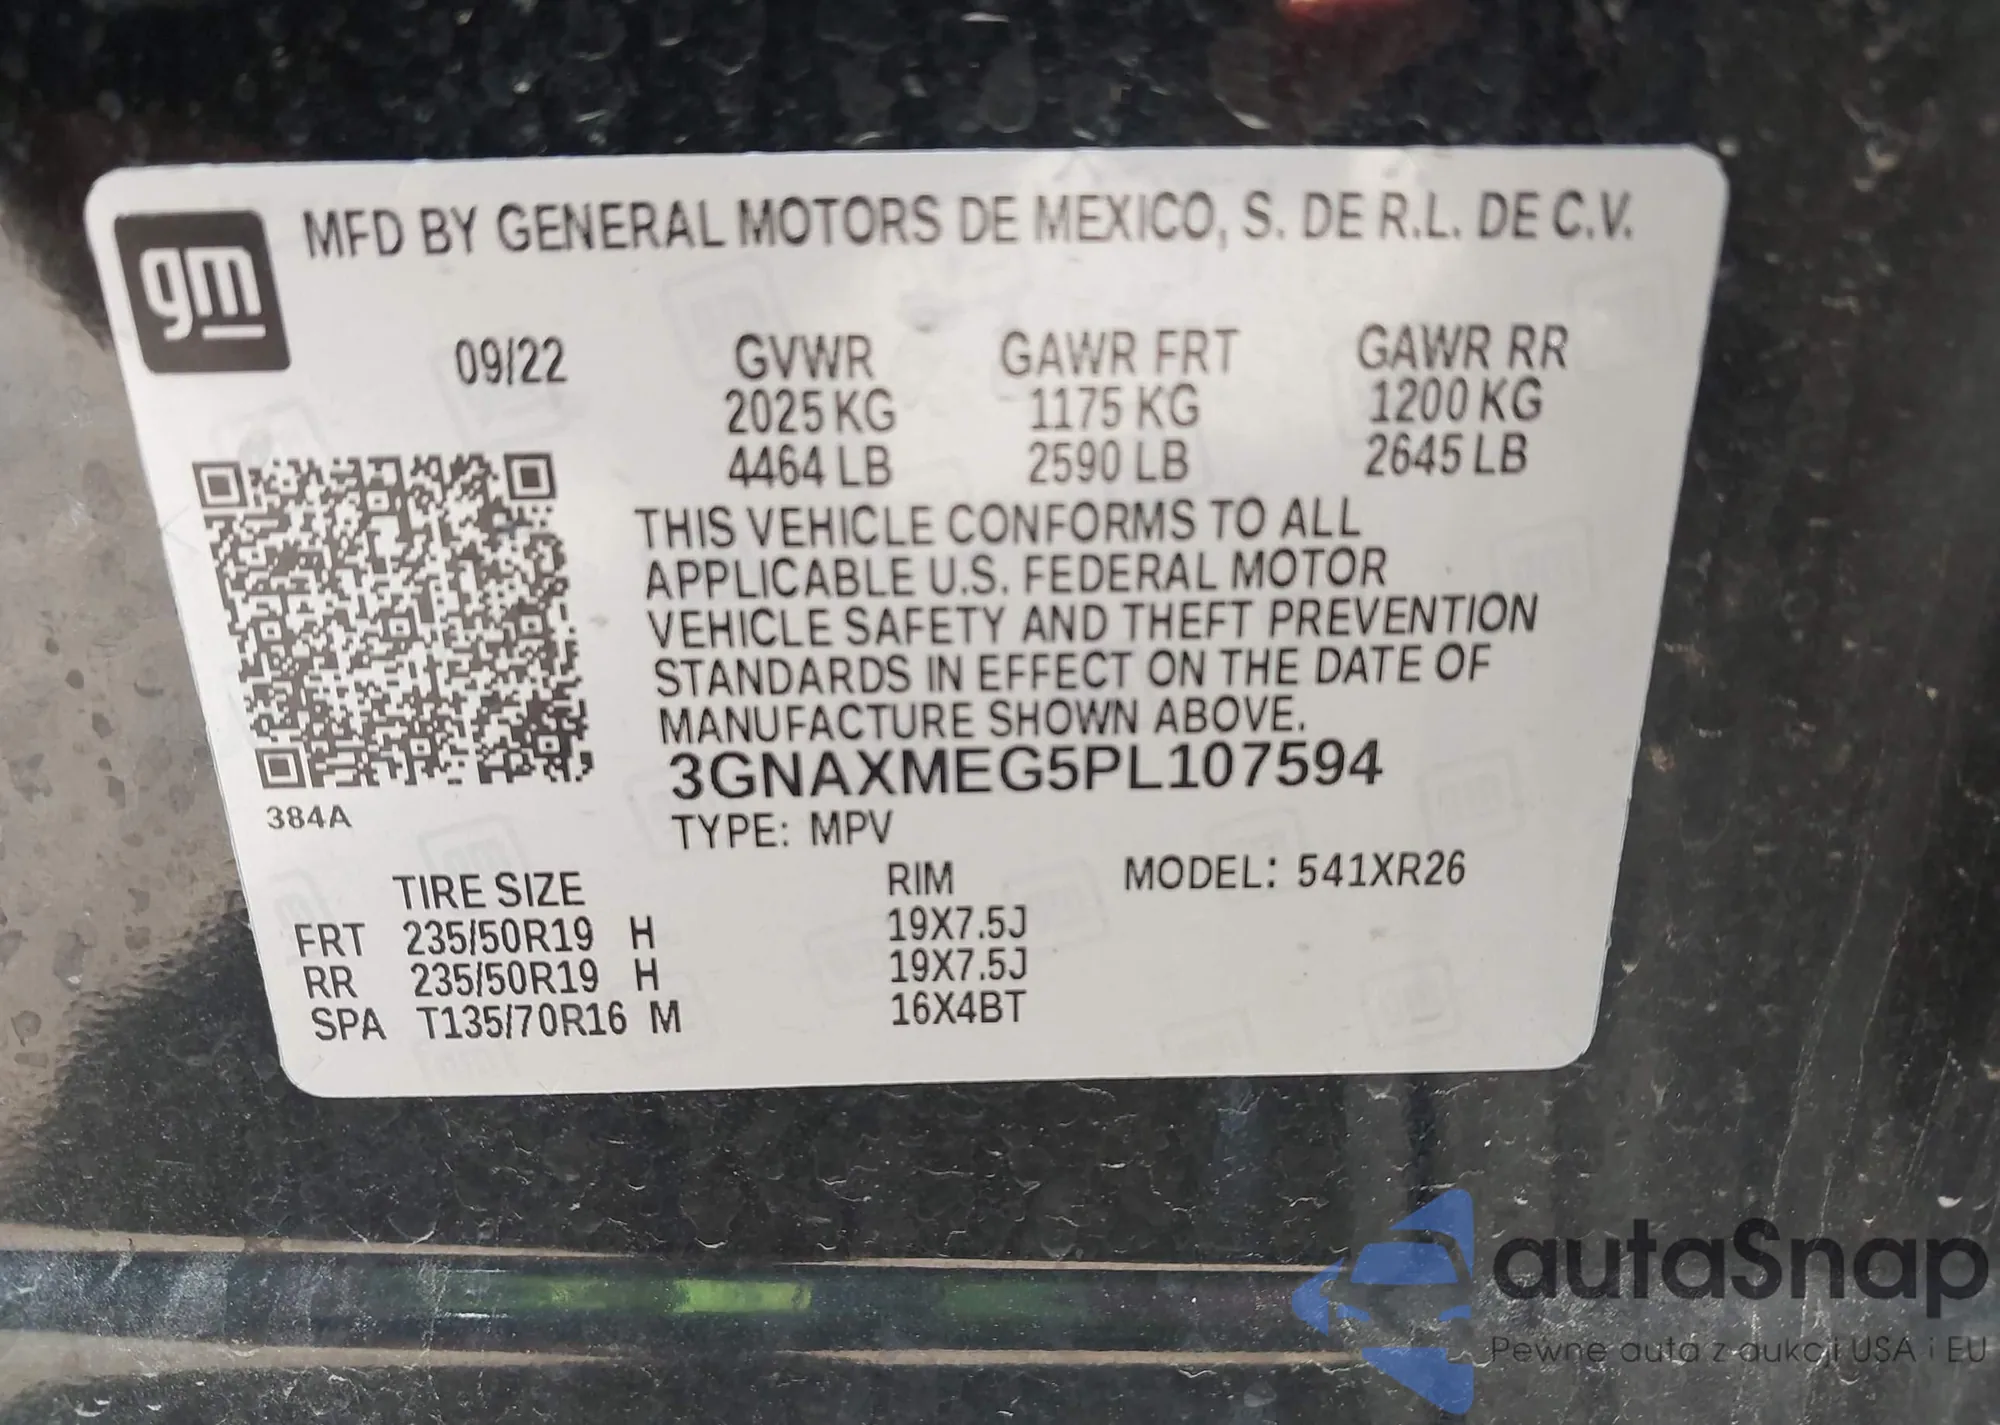 gm
MFD BY GENERAL MOTORS DE MEXICO, S. DE R.L. DE C.V.
09/22 GVWR GAWR FRT GAWR RR
2025 KG 1175 KG 1200 KG
4464 LB 2590 LB 2645 LB
THIS VEHICLE CONFORMS TO ALL
APPLICABLE U.S. FEDERAL MOTOR
VEHICLE SAFETY AND THEFT PREVENTION
STANDARDS IN EFFECT ON THE DATE OF
MANUFACTURE SHOWN ABOVE.
3GNAXMEG5PL107594
384A
TYPE: MPV
TIRE SIZE RIM MODEL: 541XR26
FRT 235/50R19 H 19X7.5J
RR 235/50R19 H 19X7.5J
SPA T135/70R16 M 16X4BT
autaSnap
Pewne auta z aukcji USA i EU